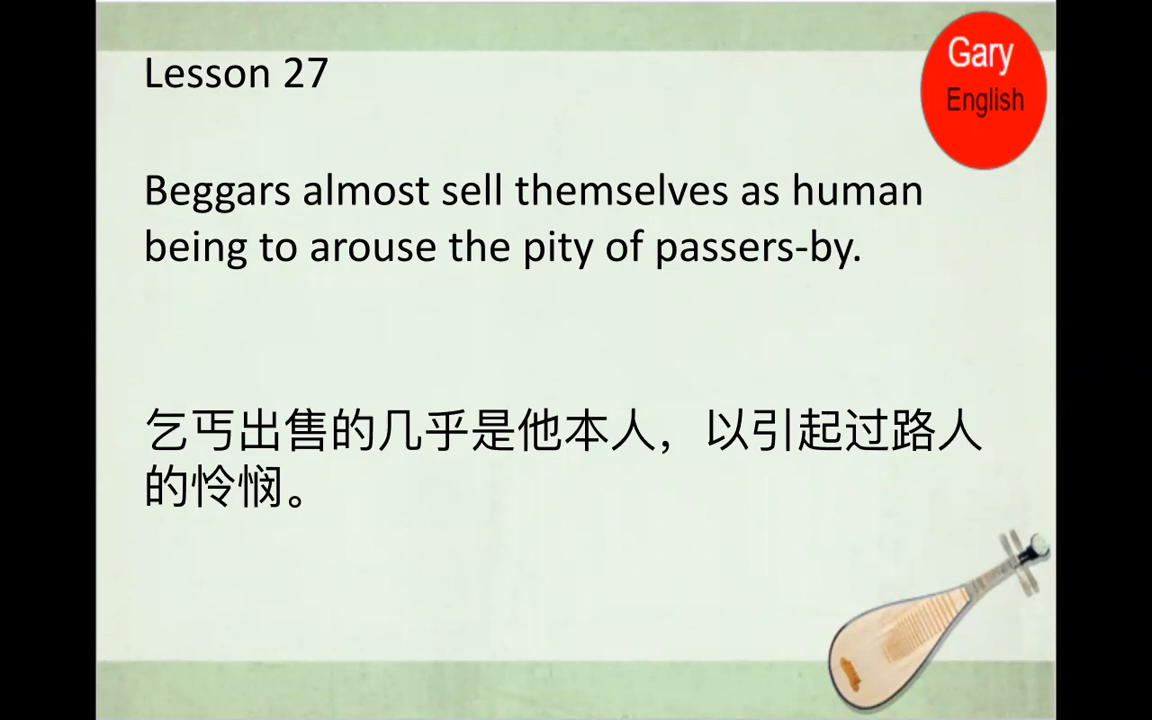 Lesson 27
Gary
English
Beggars almost sell themselves as human
being to arouse the pity of passers-by.
乞丐出售的几乎是他本人，以引起过路人
的怜悯。